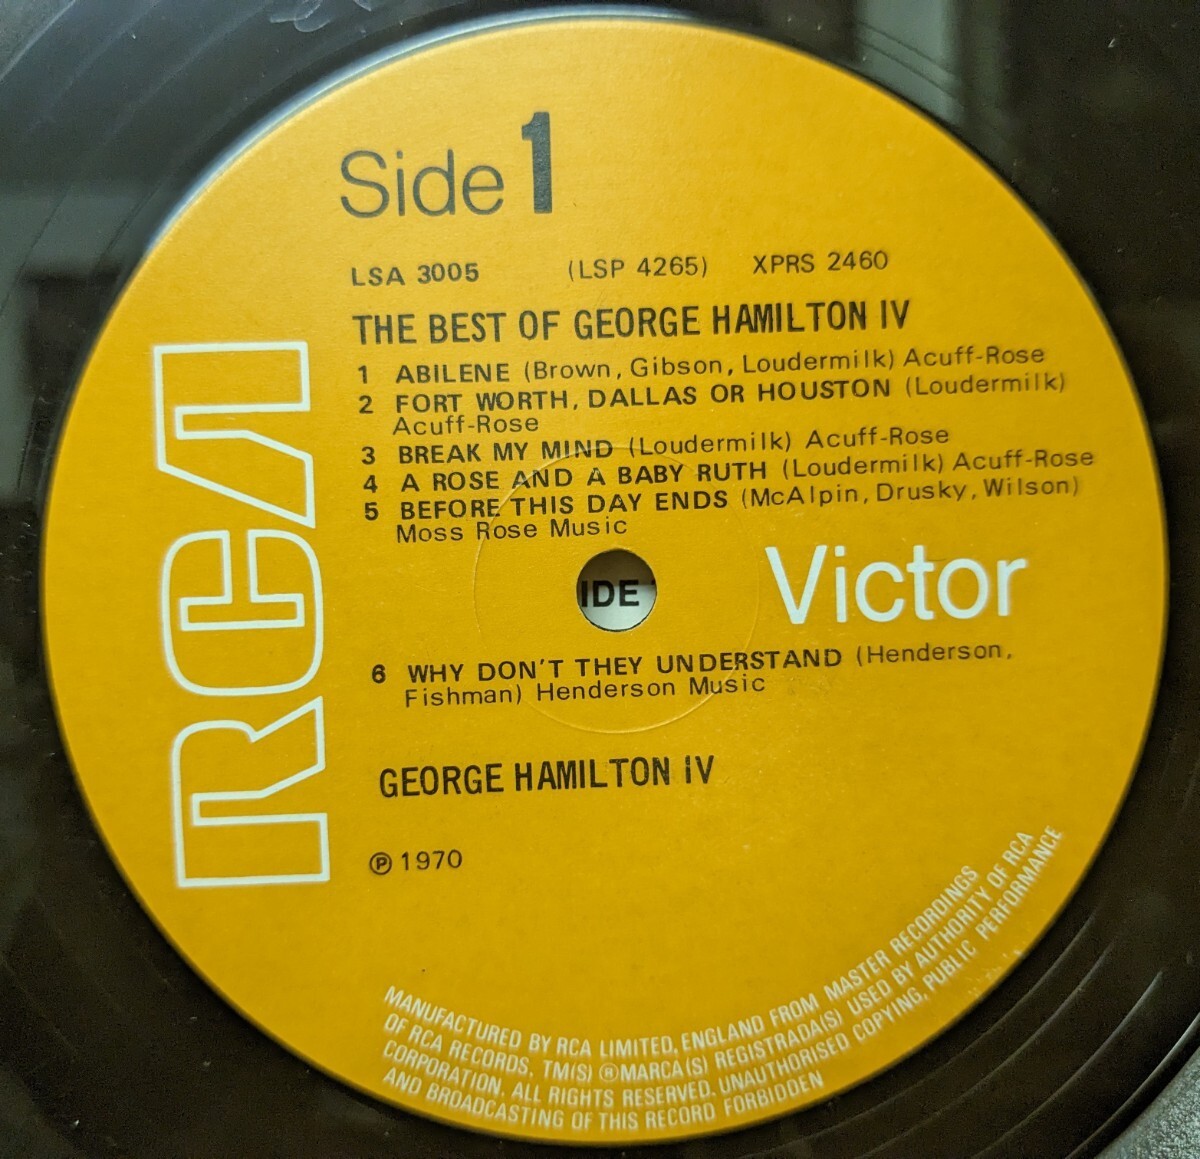 Side 1
LSA 3005 (LSP 4265) XPRS 2460
THE BEST OF GEORGE HAMILTON IV
1 ABILENE (Brown, Gibson, Loudermilk) Acuff-Rose
2 FORT WORTH, DALLAS OR HOUSTON (Loudermilk)
Acuff-Rose
3 BREAK MY MIND (Loudermilk) Acuff-Rose
4 A ROSE AND A BABY RUTH (Loudermilk) Acuff-Rose
5 BEFORE THIS DAY ENDS (McAlpin, Drusky, Wilson)
Moss Rose Music
RCA
IDE
Victor
6 WHY DON'T THEY UNDERSTAND (Henderson,
Fishman) Henderson Music
GEORGE HAMILTON IV
℗ 1970
MANUFACTURED BY RCA LIMITED, ENGLAND FROM MASTER RECORDINGS
OF RCA RECORDS. TM(S) ® MARCA(S) REGISTRADA(S) USED BY AUTHORITY OF RCA
CORPORATION. ALL RIGHTS RESERVED. UNAUTHORISED COPYING, PUBLIC PERFORMANCE
AND BROADCASTING OF THIS RECORD FORBIDDEN